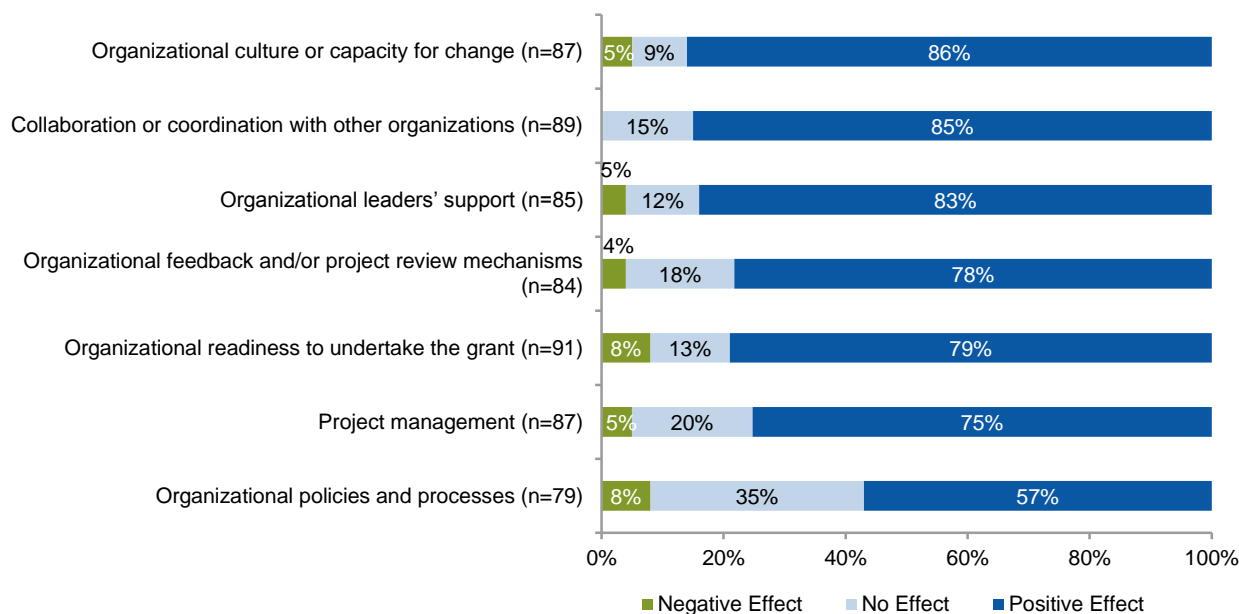 Organizational culture or capacity for change (n=87)
5% 9% 86%
Collaboration or coordination with other organizations (n=89)
15% 85%
5%
Organizational leaders’ support (n=85)
12% 83%
4%
Organizational feedback and/or project review mechanisms
(n=84)
18% 78%
Organizational readiness to undertake the grant (n=91)
8% 13% 79%
Project management (n=87)
5% 20% 75%
Organizational policies and processes (n=79)
8% 35% 57%
0% 20% 40% 60% 80% 100%
Negative Effect No Effect Positive Effect